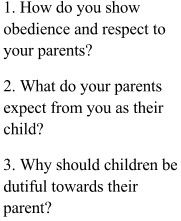 1. How do you show
obedience and respect to
your parents?
2. What do your parents
expect from you as their
child?
3. Why should children be
dutiful towards their
parent?